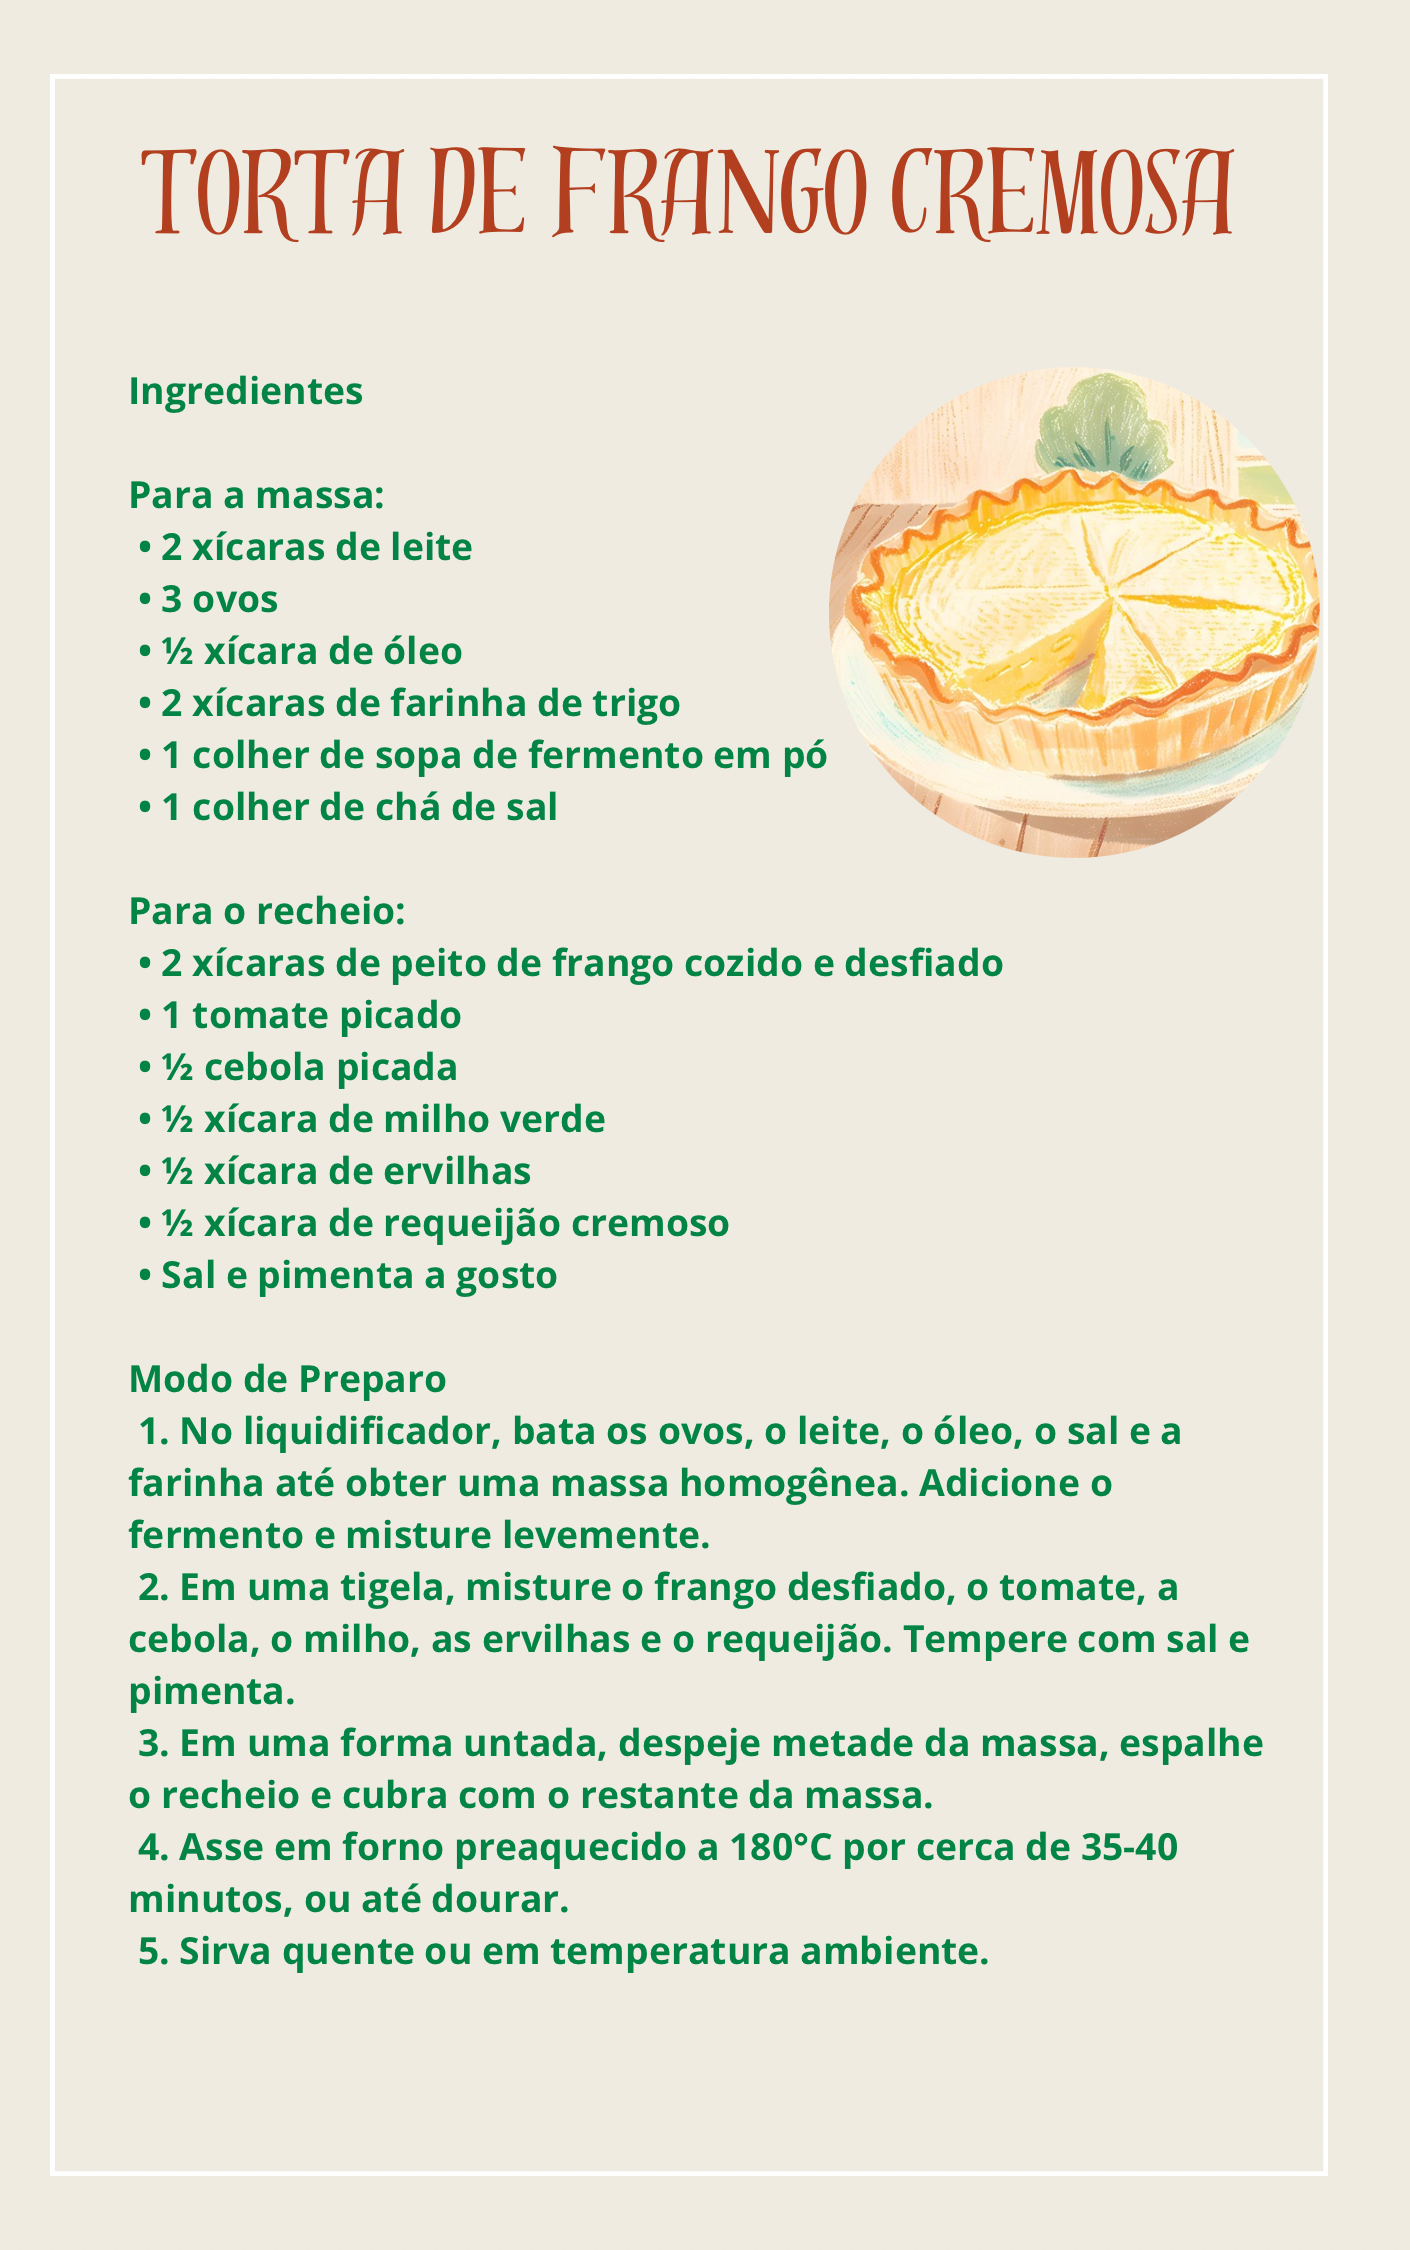 TORTA DE FRANGO CREMOSA
Ingredientes
Para a massa:
• 2 xícaras de leite
• 3 ovos
• ½ xícara de óleo
• 2 xícaras de farinha de trigo
• 1 colher de sopa de fermento em pó
• 1 colher de chá de sal
Para o recheio:
• 2 xícaras de peito de frango cozido e desfiado
• 1 tomate picado
• ½ cebola picada
• ½ xícara de milho verde
• ½ xícara de ervilhas
• ½ xícara de requeijão cremoso
• Sal e pimenta a gosto
Modo de Preparo
1. No liquidificador, bata os ovos, o leite, o óleo, o sal e a
farinha até obter uma massa homogênea. Adicione o
fermento e misture levemente.
2. Em uma tigela, misture o frango desfiado, o tomate, a
cebola, o milho, as ervilhas e o requeijão. Tempere com sal e
pimenta.
3. Em uma forma untada, despeje metade da massa, espalhe
o recheio e cubra com o restante da massa.
4. Asse em forno preaquecido a 180°C por cerca de 35-40
minutos, ou até dourar.
5. Sirva quente ou em temperatura ambiente.